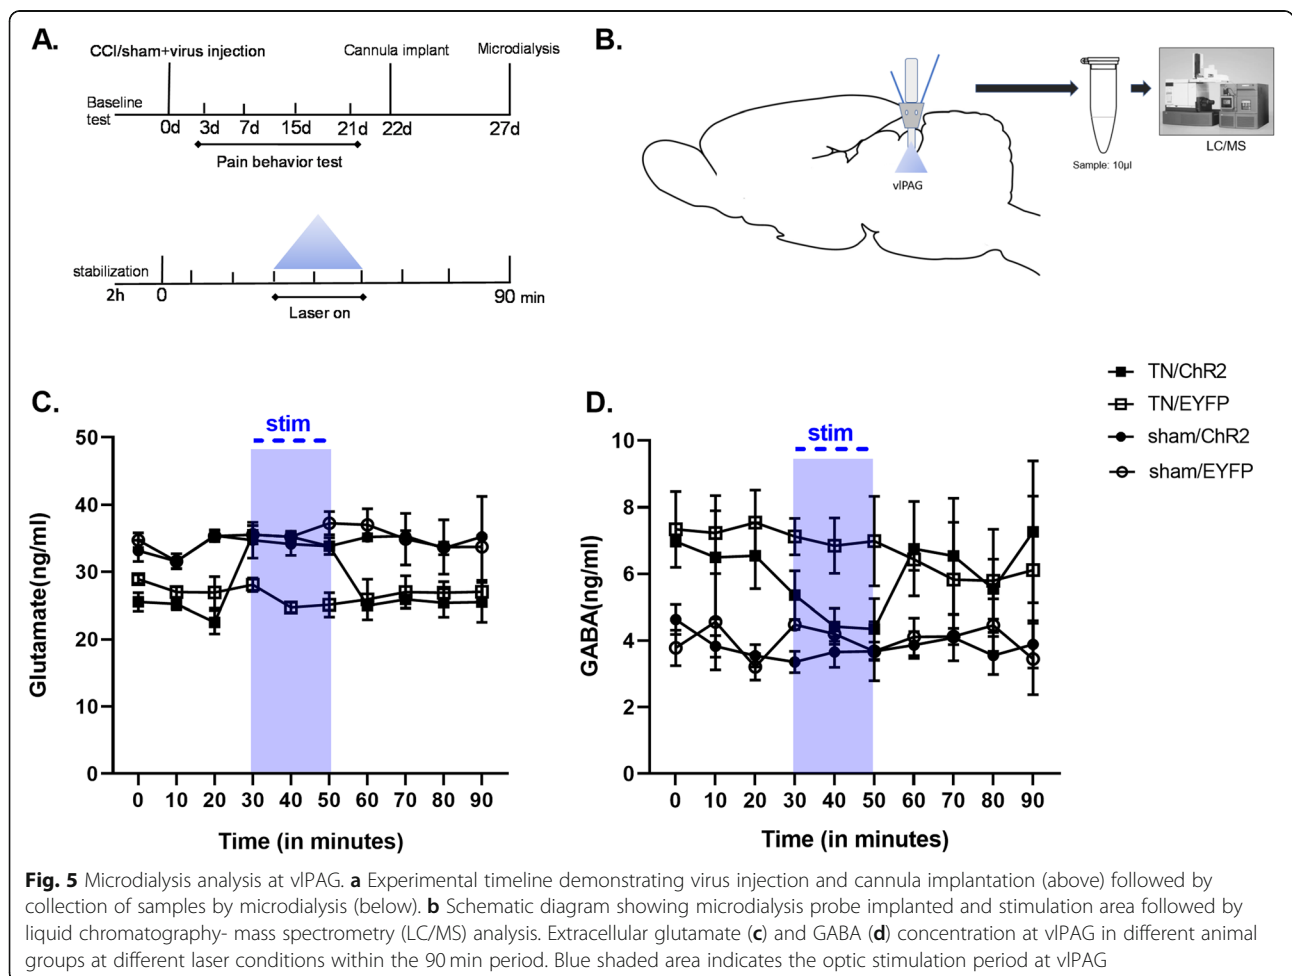 A.
CCI/sham+virus injection
Cannula implant
Microdialysis
Baseline
test
0d 3d 7d 15d 21d 22d 27d
Pain behavior test
stabilization
2h 0 90 min
Laser on
B.
vlPAG
Sample: 10µl
LC/MS
C.
stim
50
40
30
20
10
0
Glutamate(ng/ml)
0 10 20 30 40 50 60 70 80 90
Time (in minutes)
D.
stim
10
8
6
4
2
0
GABA(ng/ml)
0 10 20 30 40 50 60 70 80 90
Time (in minutes)
TN/ChR2
TN/EYFP
sham/ChR2
sham/EYFP
Fig. 5 Microdialysis analysis at vlPAG. a Experimental timeline demonstrating virus injection and cannula implantation (above) followed by
collection of samples by microdialysis (below). b Schematic diagram showing microdialysis probe implanted and stimulation area followed by
liquid chromatography- mass spectrometry (LC/MS) analysis. Extracellular glutamate (c) and GABA (d) concentration at vlPAG in different animal
groups at different laser conditions within the 90 min period. Blue shaded area indicates the optic stimulation period at vlPAG